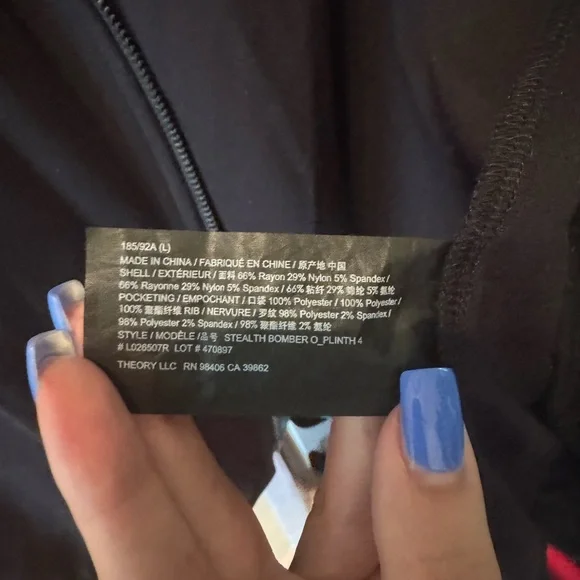 185/92A (L)
MADE IN CHINA / FABRIQUÉ EN CHINE / 原产地 中国
SHELL / EXTÉRIEUR / 面料 66% Rayon 29% Nylon 5% Spandex /
66% Rayonne 29% Nylon 5% Spandex / 66% 粘纤 29% 锦纶 5% 氨纶
POCKETING / EMPOCHANT / 口袋 100% Polyester / 100% Polyester /
100% 聚酯纤维 RIB / NERVURE / 罗纹 98% Polyester 2% Spandex /
98% Polyester 2% Spandex / 98% 聚酯纤维 2% 氨纶
STYLE / MODÈLE /品号 STEALTH BOMBER O_PLINTH 4
# L026507R LOT # 470897
THEORY LLC RN 98406 CA 39862